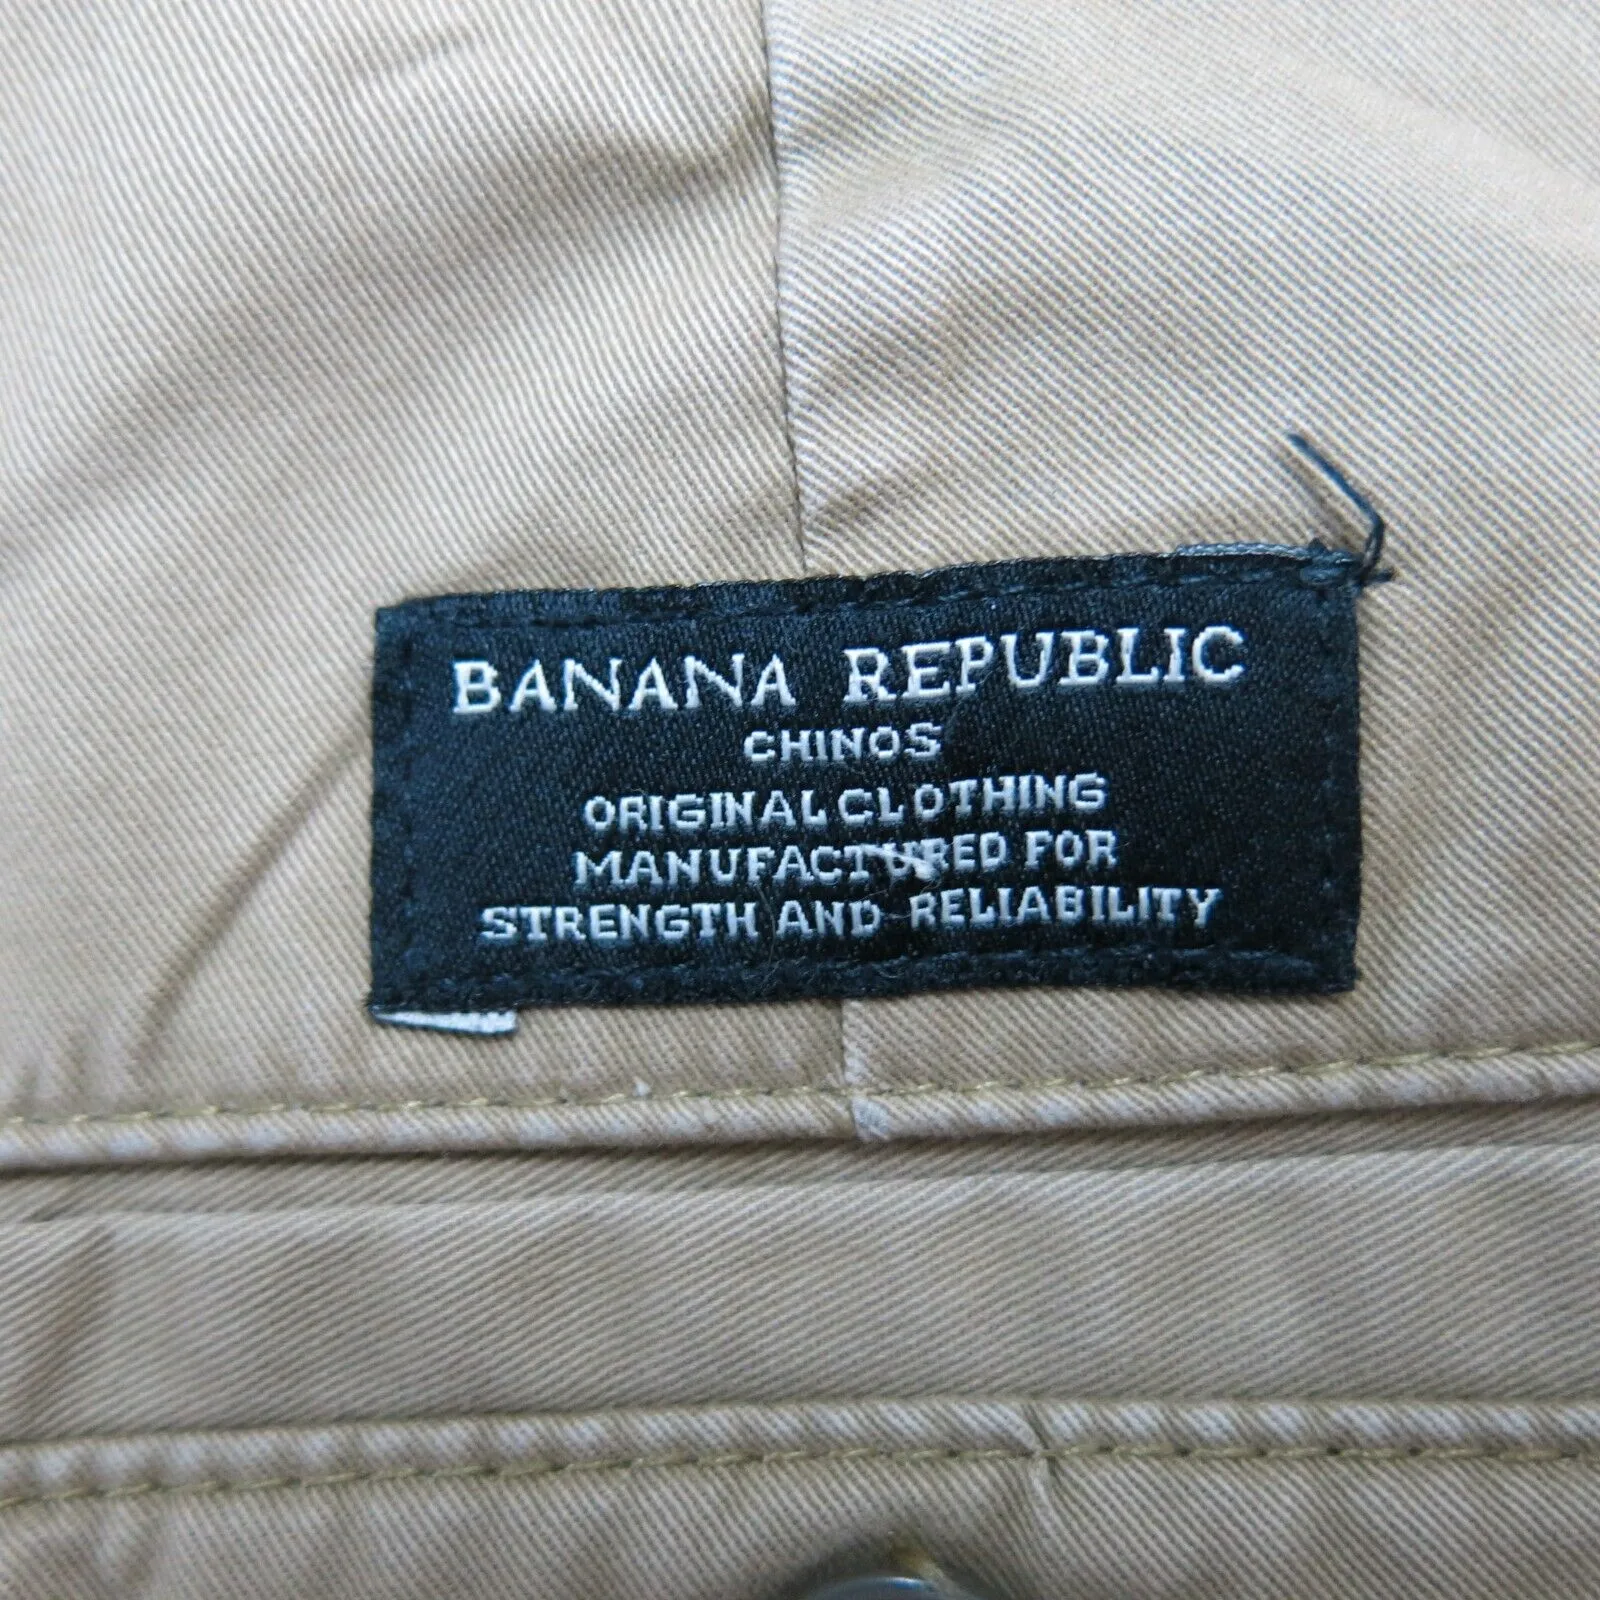 BANANA REPUBLIC
CHINOS
ORIGINAL CLOTHING
MANUFACTURED FOR
STRENGTH AND RELIABILITY